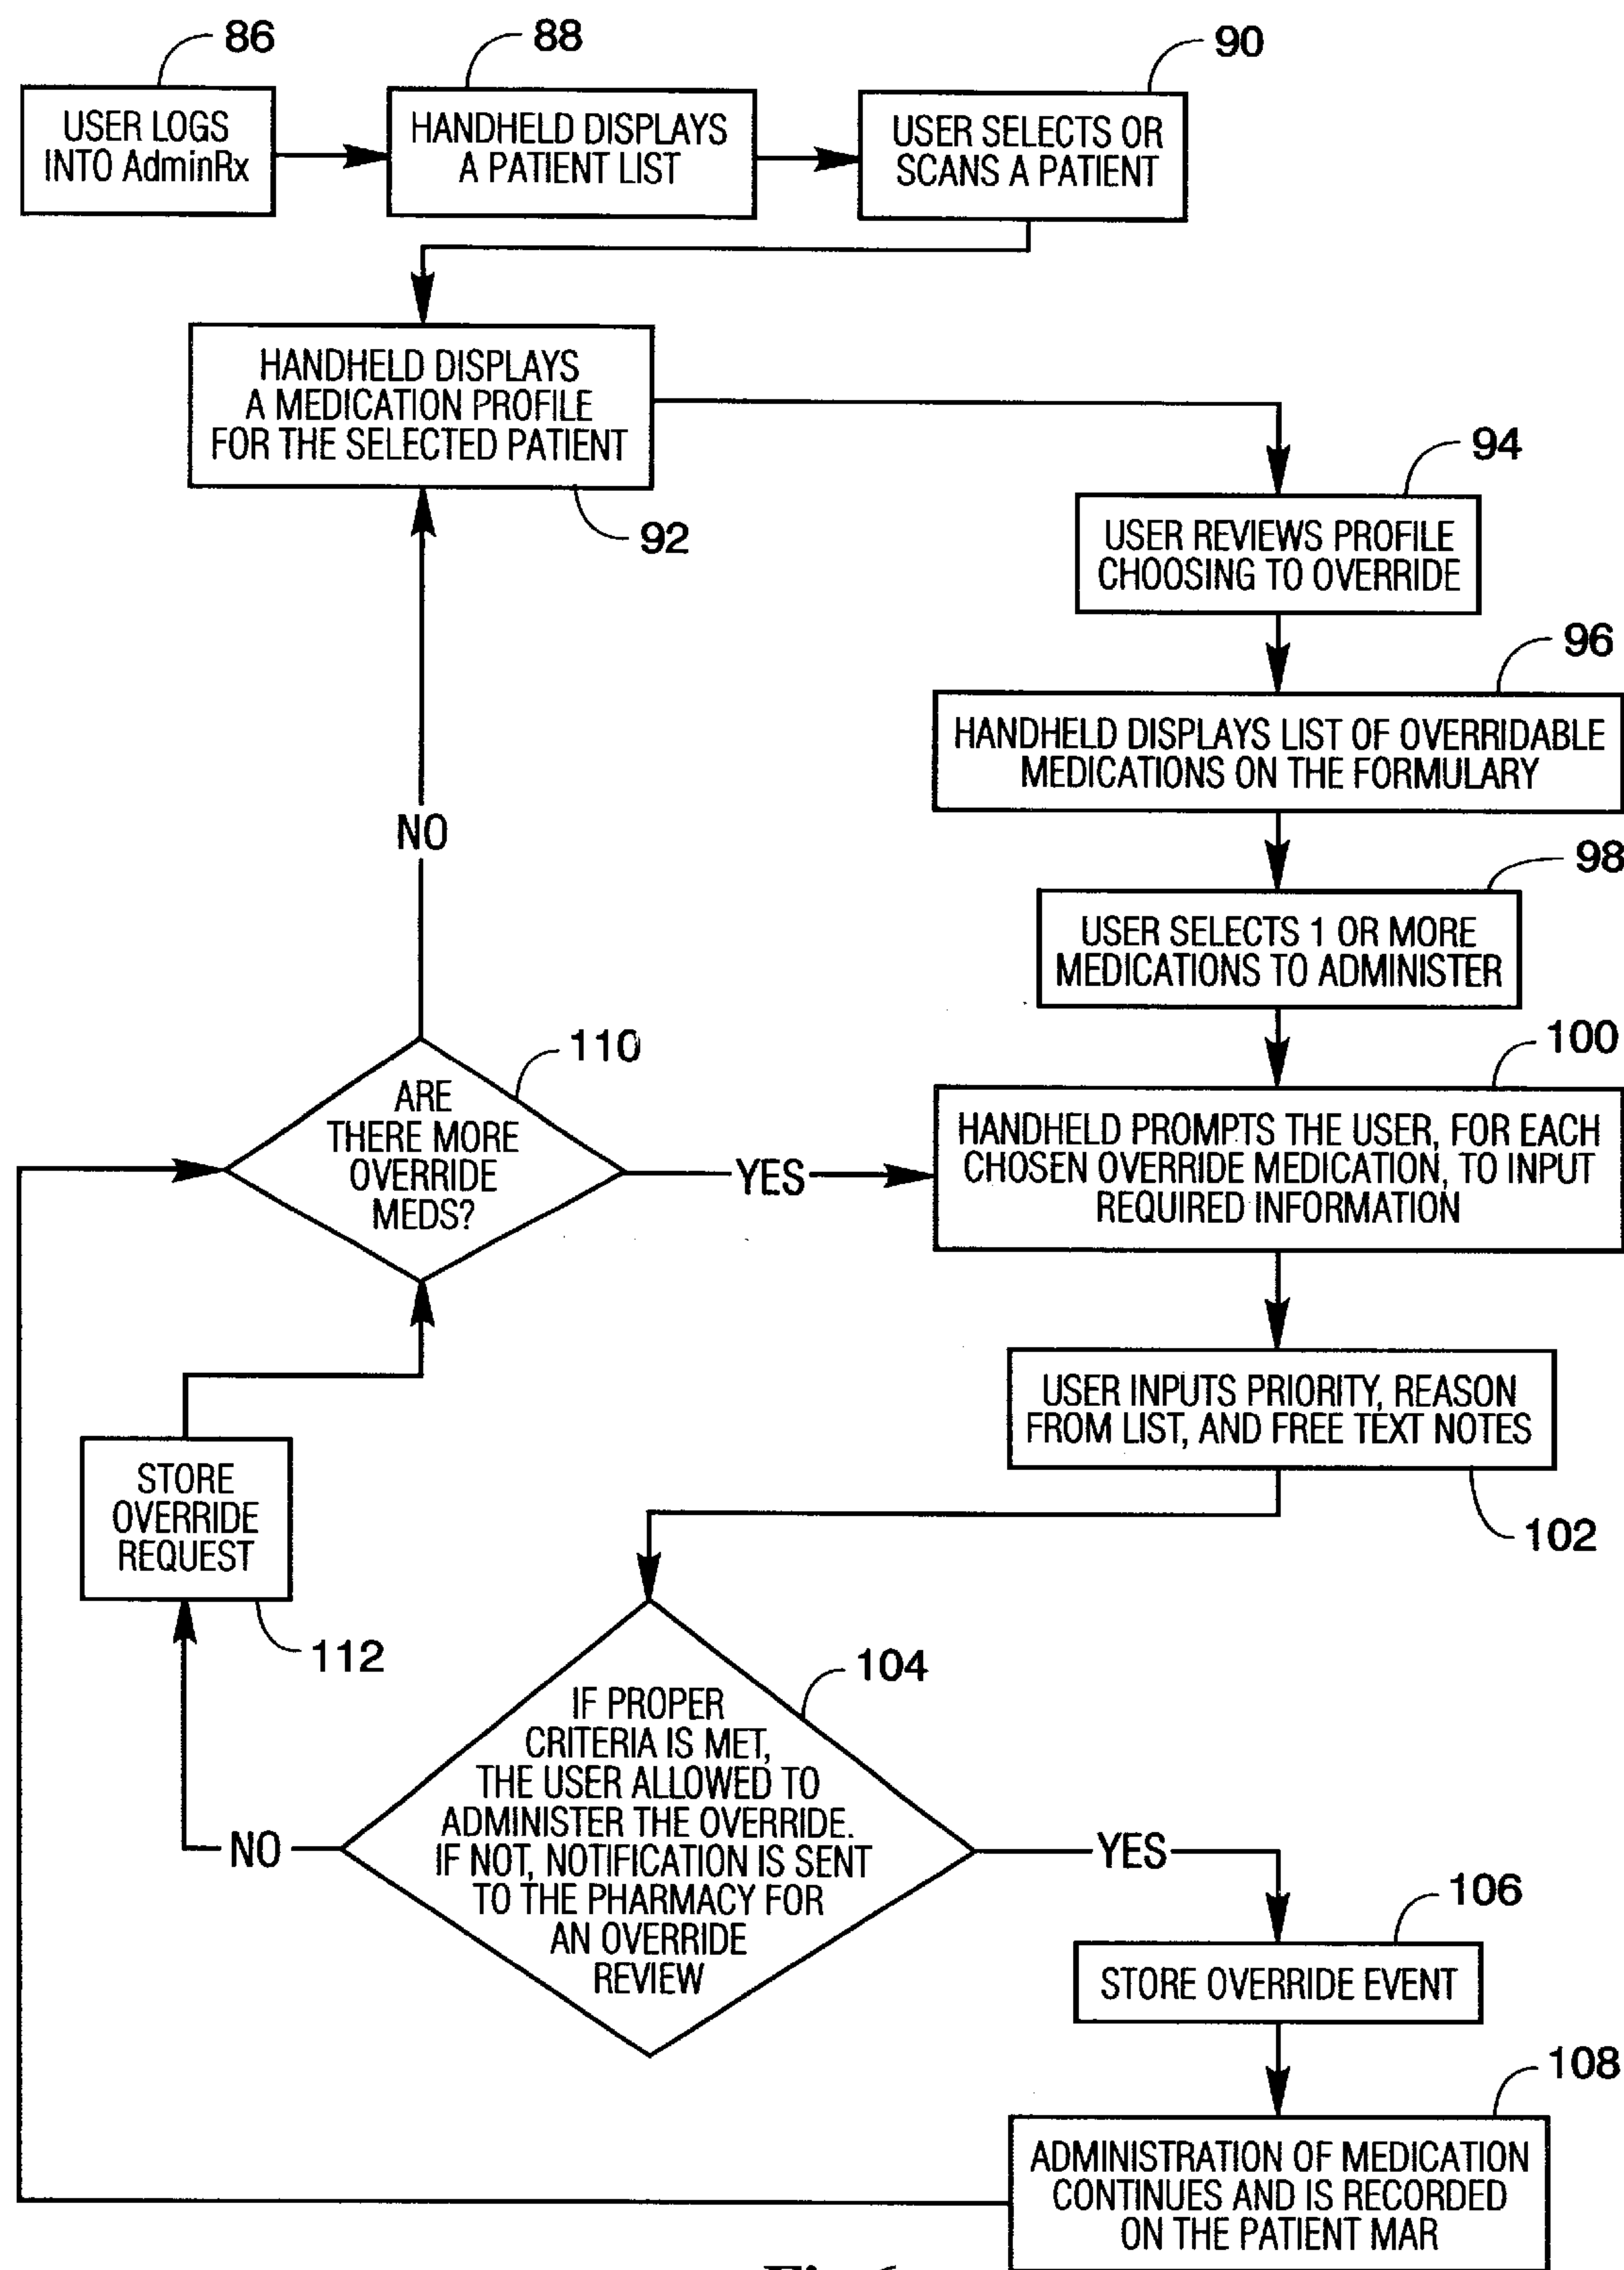 86
88
90
USER LOGS
INTO AdminRx
HANDHELD DISPLAYS
A PATIENT LIST
USER SELECTS OR
SCANS A PATIENT
HANDHELD DISPLAYS
A MEDICATION PROFILE
FOR THE SELECTED PATIENT
92
94
USER REVIEWS PROFILE
CHOOSING TO OVERRIDE
96
HANDHELD DISPLAYS LIST OF OVERRIDABLE
MEDICATIONS ON THE FORMULARY
98
USER SELECTS 1 OR MORE
MEDICATIONS TO ADMINISTER
100
HANDHELD PROMPTS THE USER, FOR EACH
CHOSEN OVERRIDE MEDICATION, TO INPUT
REQUIRED INFORMATION
NO
110
ARE
THERE MORE
OVERRIDE
MEDS?
YES
USER INPUTS PRIORITY, REASON
FROM LIST, AND FREE TEXT NOTES
102
STORE
OVERRIDE
REQUEST
112
104
IF PROPER
CRITERIA IS MET,
THE USER ALLOWED TO
ADMINISTER THE OVERRIDE.
IF NOT, NOTIFICATION IS SENT
TO THE PHARMACY FOR
AN OVERRIDE
REVIEW
NO
YES
106
STORE OVERRIDE EVENT
108
ADMINISTRATION OF MEDICATION
CONTINUES AND IS RECORDED
ON THE PATIENT MAR